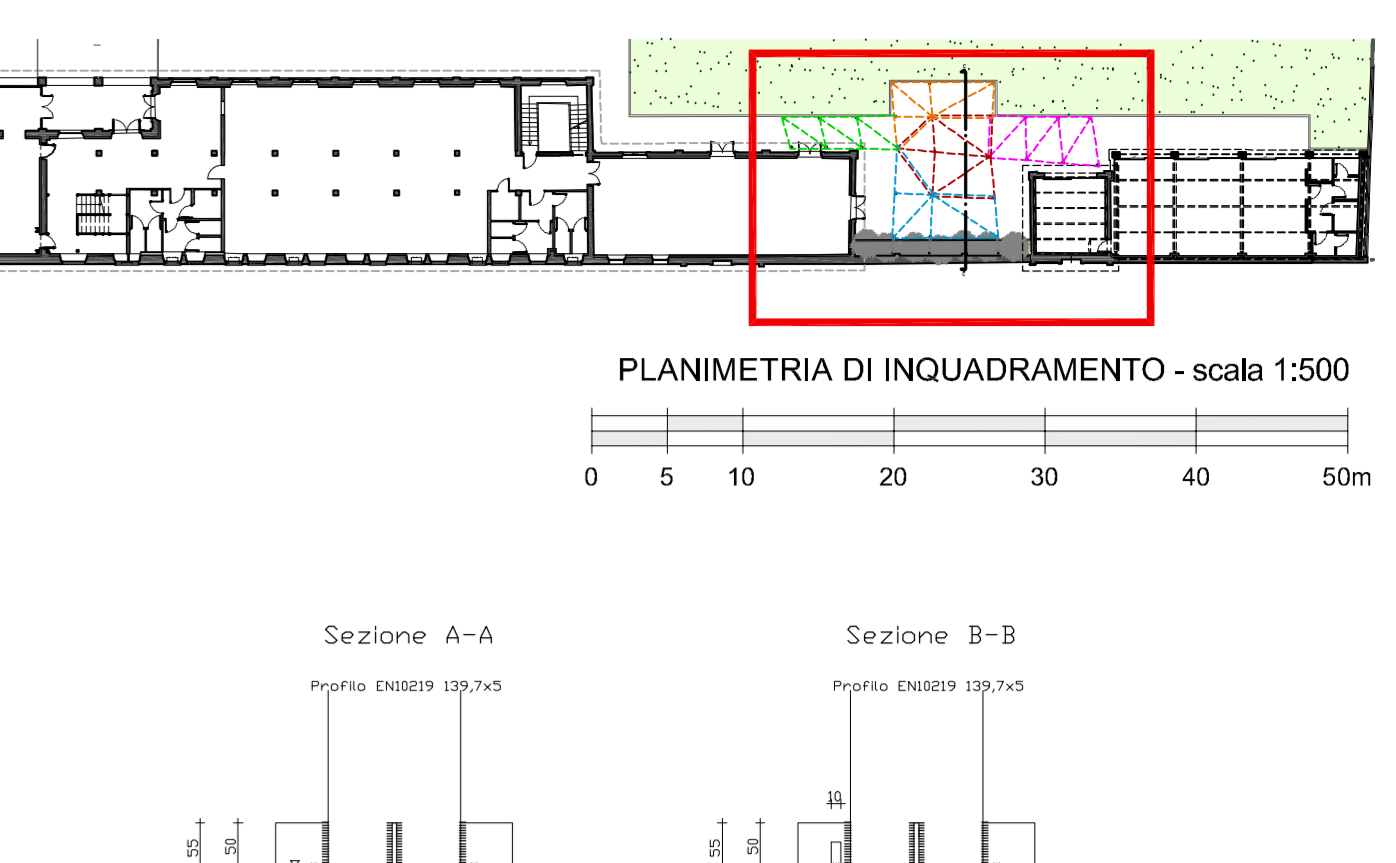 PLANIMETRIA DI INQUADRAMENTO - scala 1:500
0 5 10 20 30 40 50m
Sezione A-A
Sezione B-B
Profilo EN10219 139,7x5
Profilo EN10219 139,7x5
10
55
50
55
50